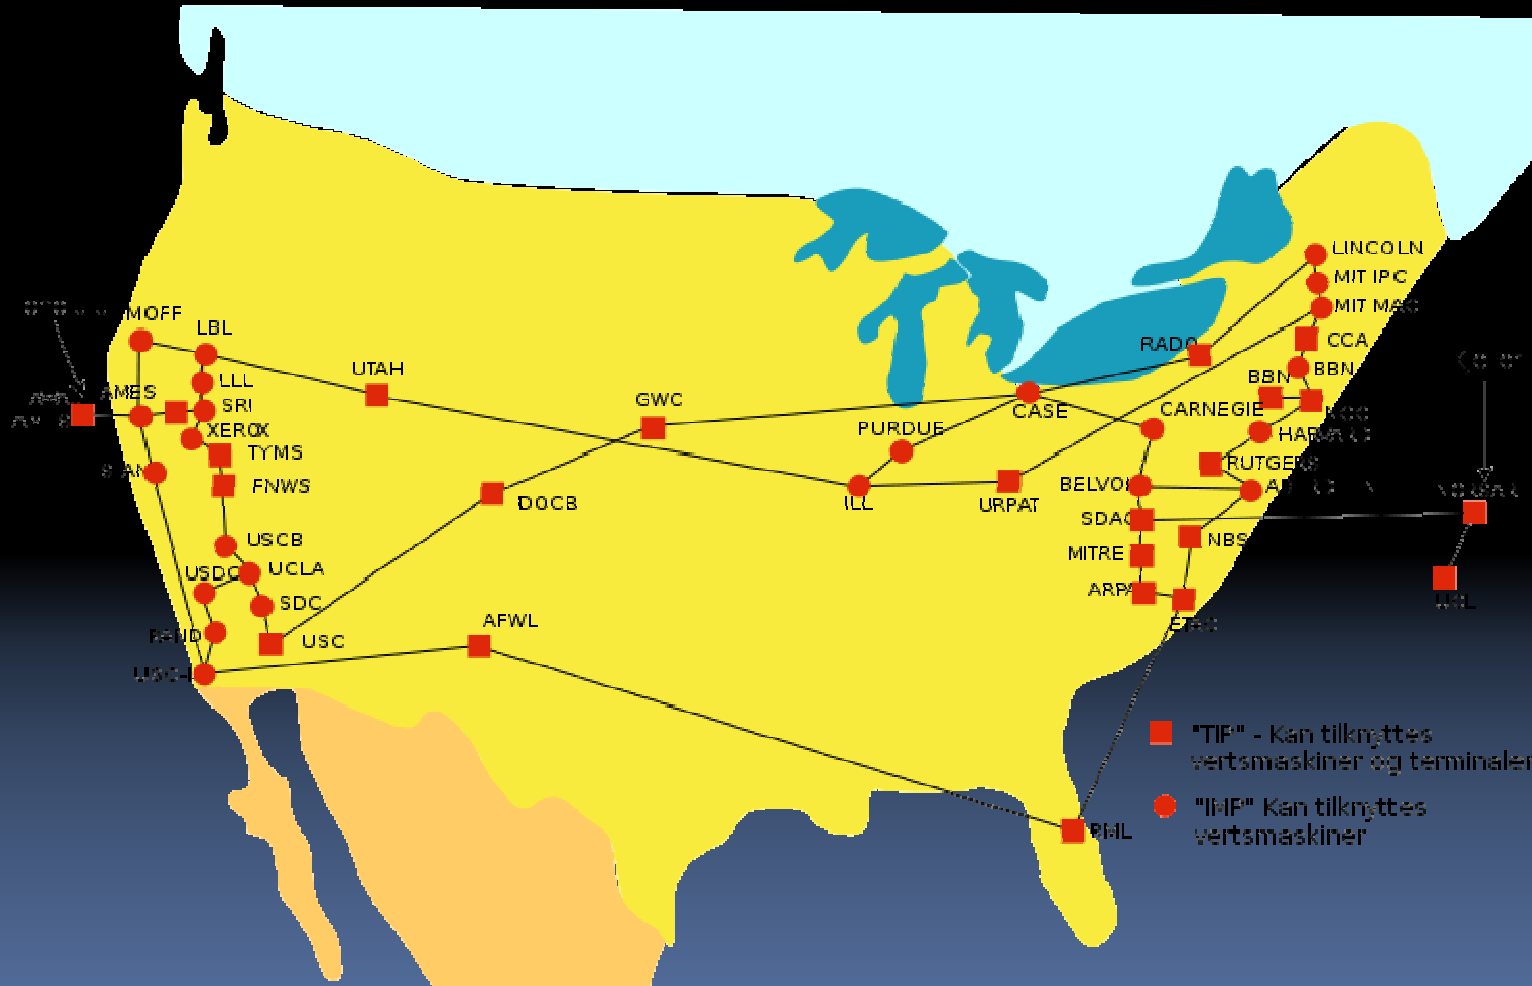 LINCOLN
MIT IPC
MIT MAC
MOFF
LBL
RADC
CCA
UTAH
BBN
LLL
BBN
AMES
SRI
GWC
CASE
CARNEGIE
XEROX
PURDUE
TYMS
RUTGERS
FNWS
DOCB
ILL
URPAT
BELVOI
SDAC
USCB
MITRE
NBS
USDC
UCLA
ARPA
SDC
AFWL
ETAC
RAND
USC
"TIP" - Kan tilknyttes
vertsmaskiner og terminaler
"IMP" Kan tilknyttes
vertsmaskiner
RML